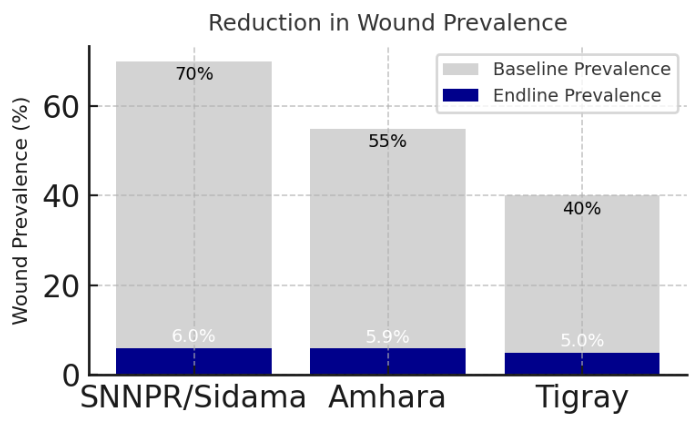 Reduction in Wound Prevalence
Baseline Prevalence
Endline Prevalence
Wound Prevalence (%)
60
40
20
0
70%
55%
40%
6.0%
5.9%
5.0%
SNNPR/Sidama
Amhara
Tigray